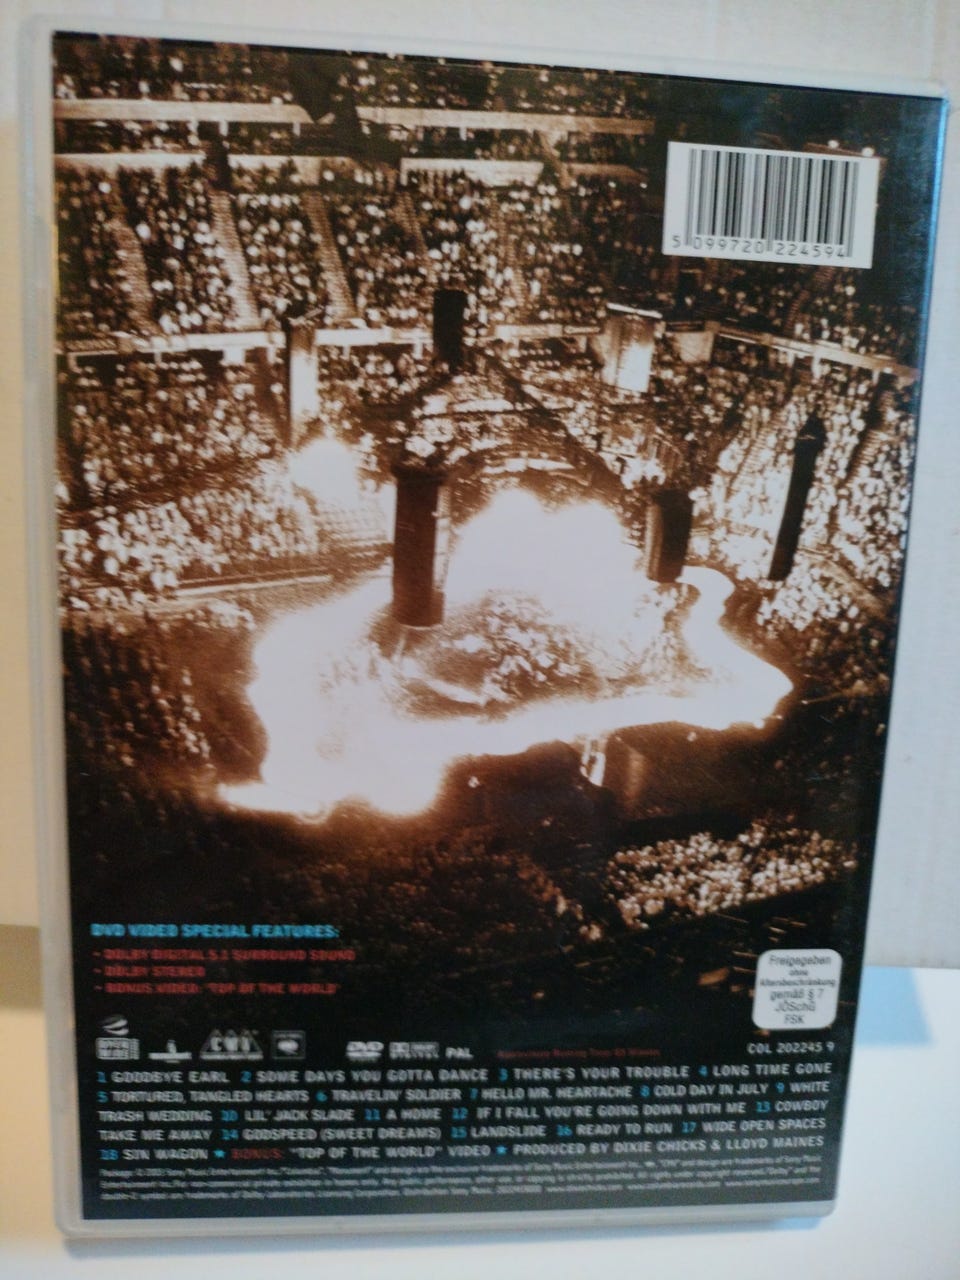 5 099720 224594
DVD VIDEO SPECIAL FEATURES:
- DOLBY DIGITAL 5.1 SURROUND SOUND
- DOLBY STEREO
- BONUS VIDEO: "TOP OF THE WORLD"
Freigegeben
ohne
Altersbeschränkung
gemäß § 7
JÖSchG
FSK
DVD
PAL
COL 202245 9
1 GOODBYE EARL 2 SOME DAYS YOU GOTTA DANCE 3 THERE'S YOUR TROUBLE 4 LONG TIME GONE
5 TORTURED, TANGLED HEARTS 6 TRAVELIN' SOLDIER 7 HELLO MR. HEARTACHE 8 COLD DAY IN JULY 9 WHITE
TRASH WEDDING 10 LIL' JACK SLADE 11 A HOME 12 IF I FALL YOU'RE GOING DOWN WITH ME 13 COWBOY
TAKE ME AWAY 14 GODSPEED (SWEET DREAMS) 15 LANDSLIDE 16 READY TO RUN 17 WIDE OPEN SPACES
18 SIN WAGON ★ BONUS: "TOP OF THE WORLD" VIDEO ★ PRODUCED BY DIXIE CHICKS & LLOYD MAINES